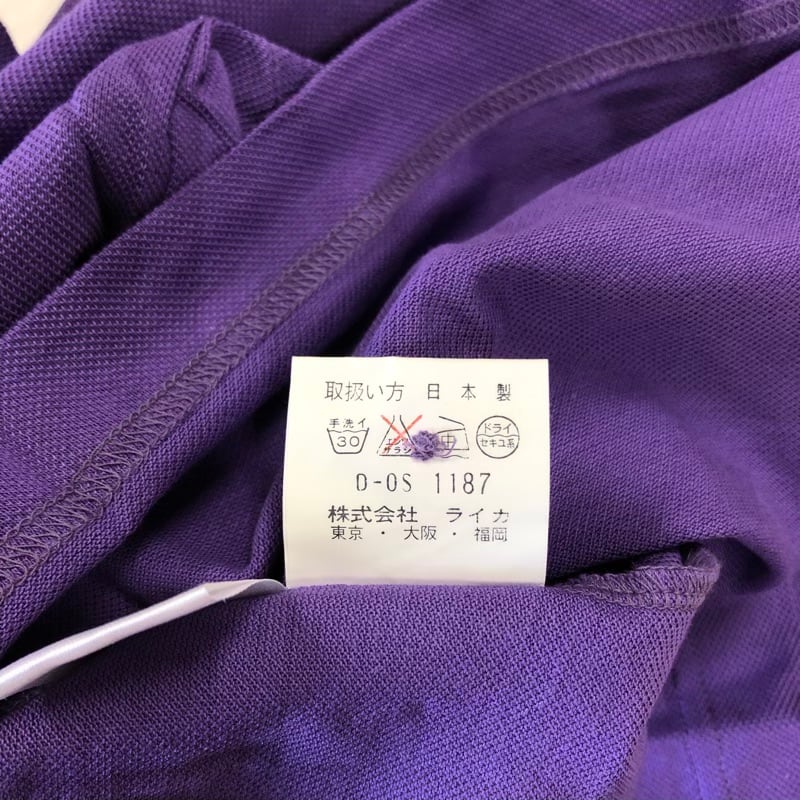 取扱い方 日本製
手洗イ
30
エンソ
サラシ
中
ドライ
セキユ系
D-OS 1187
株式会社 ライカ
東京・大阪・福岡